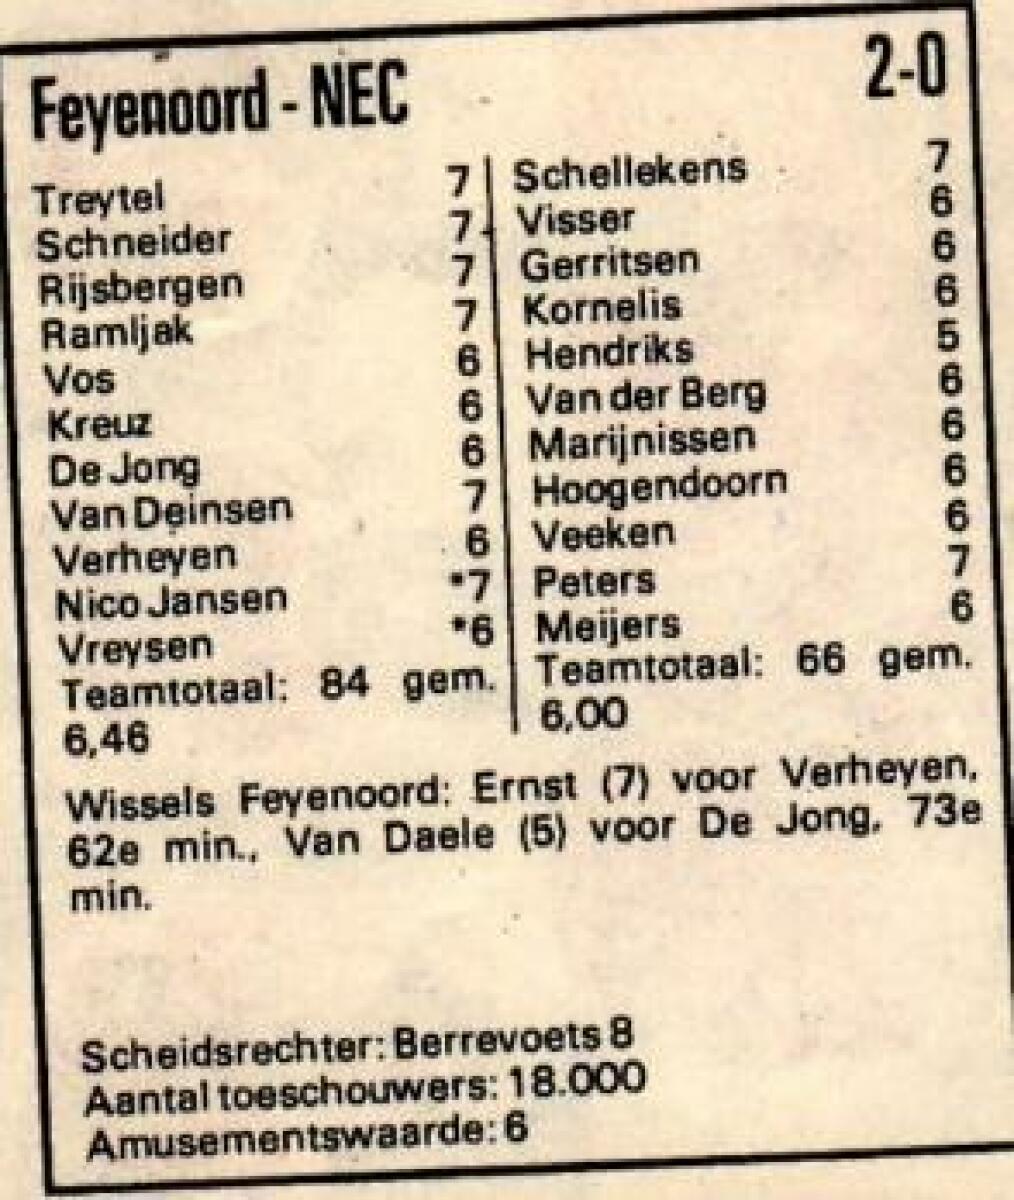 Feyenoord - NEC 2-0
Treytel 7
Schneider 7
Rijsbergen 7
Ramljak 7
Vos 6
Kreuz 6
De Jong 6
Van Deinsen 7
Verheyen 6
Nico Jansen *7
Vreysen *6
Teamtotaal: 84 gem.
6,46
Schellekens 7
Visser 6
Gerritsen 6
Kornelis 6
Hendriks 5
Van der Berg 6
Marijnissen 6
Hoogendoorn 6
Veeken 6
Peters 7
Meijers 6
Teamtotaal: 66 gem.
6,00
Wissels Feyenoord: Ernst (7) voor Verheyen,
62e min., Van Daele (5) voor De Jong, 73e
min.
Scheidsrechter: Berrevoets 8
Aantal toeschouwers: 18.000
Amusementswaarde: 6